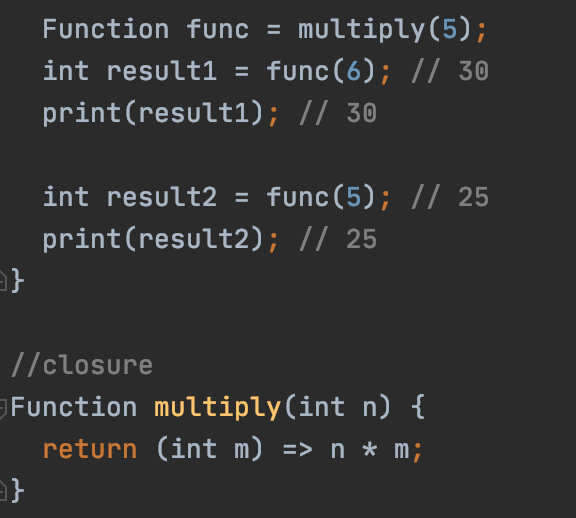 Function func = multiply(5);
int result1 = func(6); // 30
print(result1); // 30
int result2 = func(5); // 25
print(result2); // 25
}
//closure
Function multiply(int n) {
return (int m) => n * m;
}